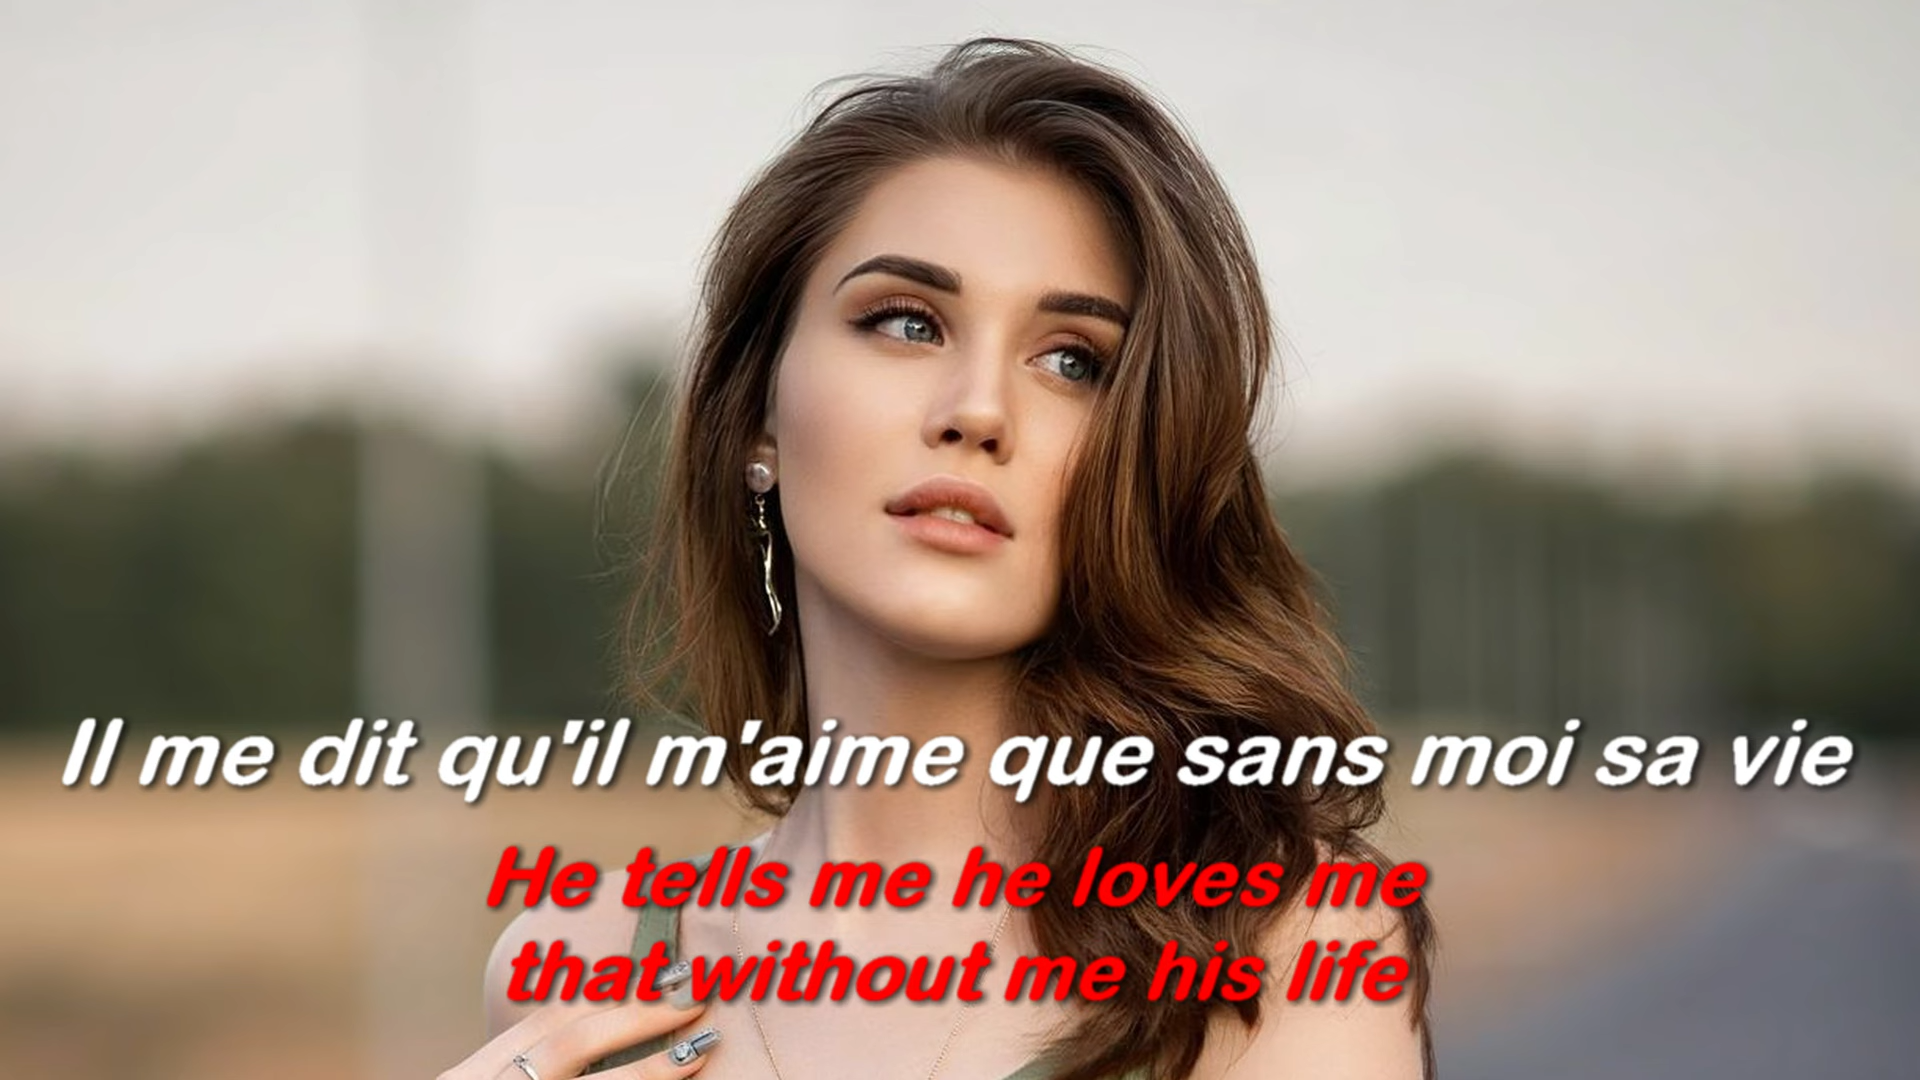 Il me dit qu'il m'aime que sans moi sa vie
He tells me he loves me
that without me his life